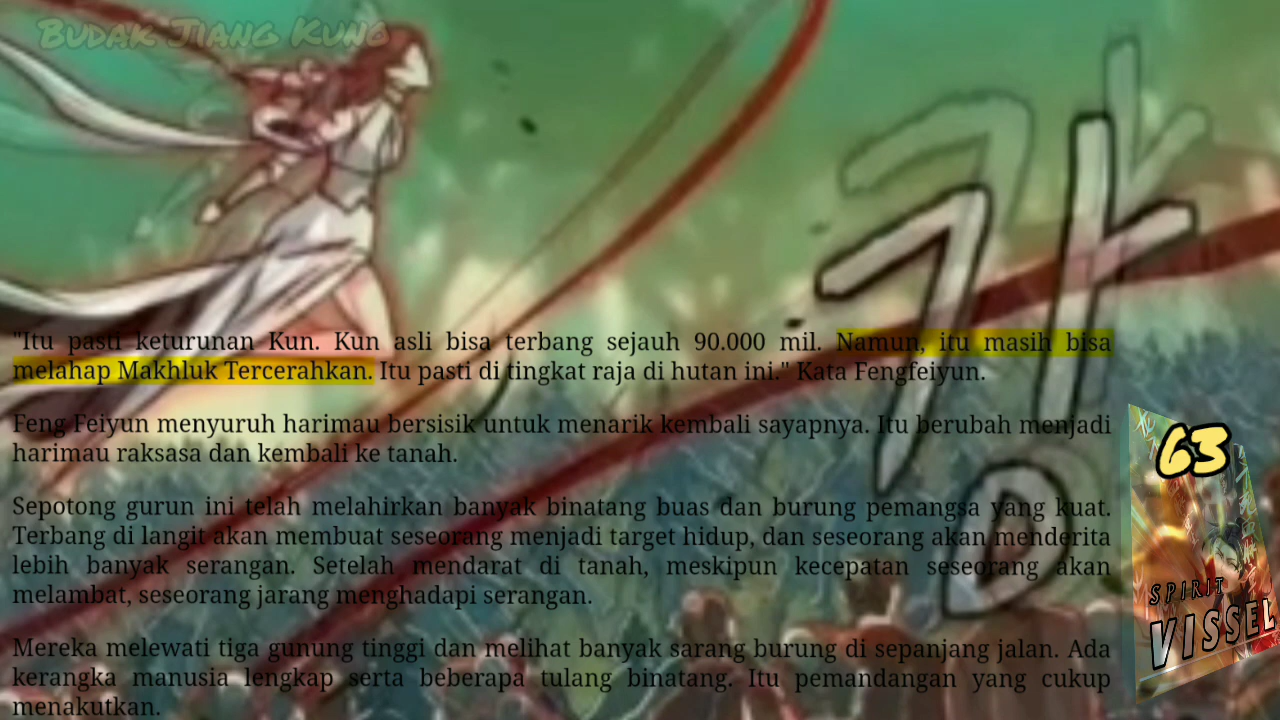 Budak Jiang Kung
"Itu pasti keturunan Kun. Kun asli bisa terbang sejauh 90.000 mil. Namun, itu masih bisa
melahap Makhluk Tercerahkan. Itu pasti di tingkat raja di hutan ini." Kata Fengfeiyun.
Feng Feiyun menyuruh harimau bersisik untuk menarik kembali sayapnya. Itu berubah menjadi
harimau raksasa dan kembali ke tanah.
Sepotong gurun ini telah melahirkan banyak binatang buas dan burung pemangsa yang kuat.
Terbang di langit akan membuat seseorang menjadi target hidup, dan seseorang akan menderita
lebih banyak serangan. Setelah mendarat di tanah, meskipun kecepatan seseorang akan
melambat, seseorang jarang menghadapi serangan.
Mereka melewati tiga gunung tinggi dan melihat banyak sarang burung di sepanjang jalan. Ada
kerangka manusia lengkap serta beberapa tulang binatang. Itu pemandangan yang cukup
menakutkan.
캉
63
SPIRIT
VISSEL